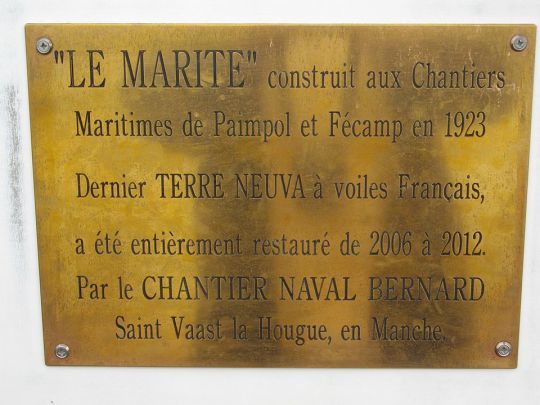 "LE MARITE" construit aux Chantiers
Maritimes de Paimpol et Fécamp en 1923
Dernier TERRE NEUVA à voiles Français,
a été entièrement restauré de 2006 à 2012.
Par le CHANTIER NAVAL BERNARD
Saint Vaast la Hougue, en Manche.